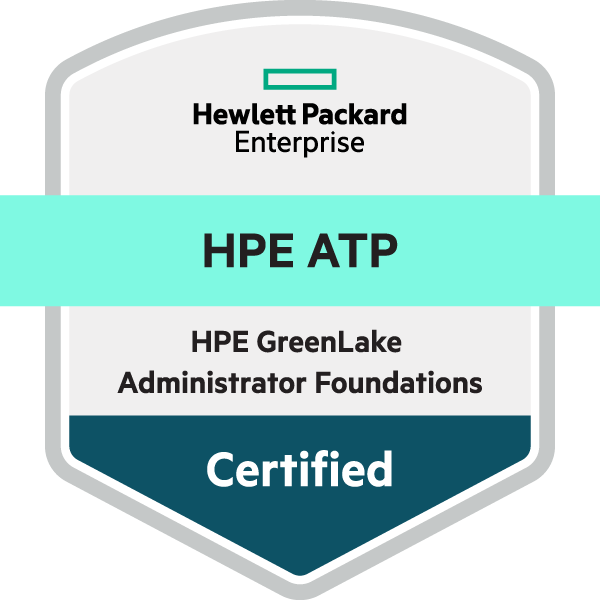 Hewlett Packard
Enterprise
HPE ATP
HPE GreenLake
Administrator Foundations
Certified